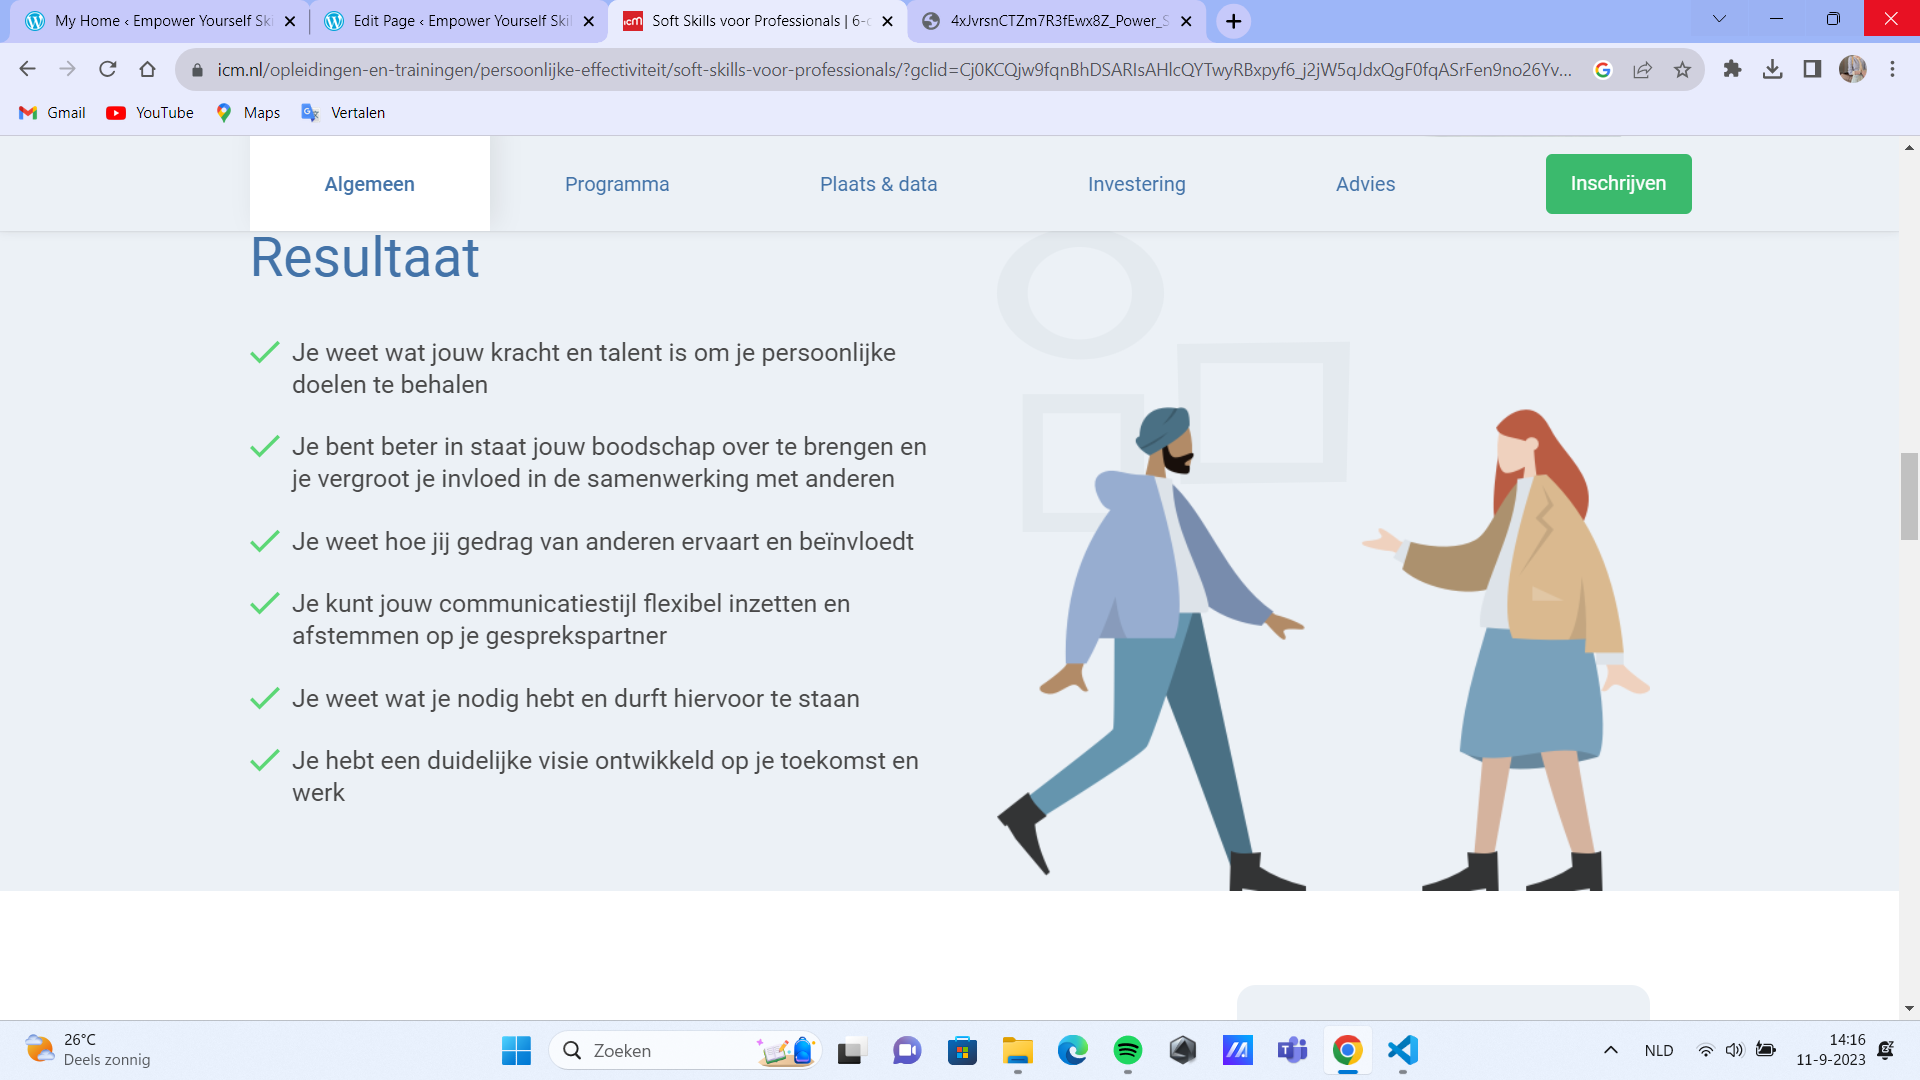 My Home ‹ Empower Yourself Ski
Edit Page ‹ Empower Yourself Skil
icm
Soft Skills voor Professionals | 6-d
4xJvrsnCTZm7R3fEwx8Z_Power_S
icm.nl/opleidingen-en-trainingen/persoonlijke-effectiviteit/soft-skills-voor-professionals/?gclid=Cj0KCQjw9fqnBhDSARIsAHlcQYTwyRBxpyf6_j2jW5qJdxQgF0fqASrFen9no26Yv...
Gmail
YouTube
Maps
Vertalen
Algemeen
Programma
Plaats & data
Investering
Advies
Inschrijven
Resultaat
Je weet wat jouw kracht en talent is om je persoonlijke
doelen te behalen
Je bent beter in staat jouw boodschap over te brengen en
je vergroot je invloed in de samenwerking met anderen
Je weet hoe jij gedrag van anderen ervaart en beïnvloedt
Je kunt jouw communicatiestijl flexibel inzetten en
afstemmen op je gesprekspartner
Je weet wat je nodig hebt en durft hiervoor te staan
Je hebt een duidelijke visie ontwikkeld op je toekomst en
werk
26°C
Deels zonnig
Zoeken
NLD
14:16
11-9-2023